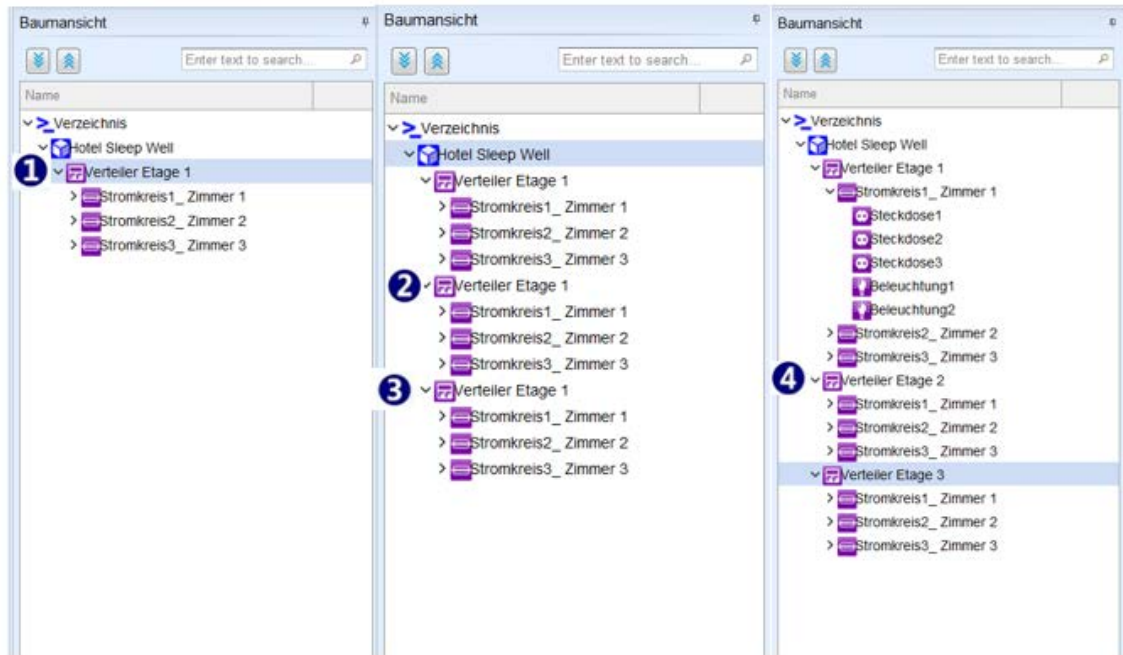 Baumansicht
Enter text to search...
Name
Verzeichnis
Hotel Sleep Well
1 Verteiler Etage 1
Stromkreis1_ Zimmer 1
Stromkreis2_ Zimmer 2
Stromkreis3_ Zimmer 3
Baumansicht
Enter text to search...
Name
Verzeichnis
Hotel Sleep Well
Verteiler Etage 1
Stromkreis1_ Zimmer 1
Stromkreis2_ Zimmer 2
Stromkreis3_ Zimmer 3
2 Verteiler Etage 1
Stromkreis1_ Zimmer 1
Stromkreis2_ Zimmer 2
Stromkreis3_ Zimmer 3
3 Verteiler Etage 1
Stromkreis1_ Zimmer 1
Stromkreis2_ Zimmer 2
Stromkreis3_ Zimmer 3
Baumansicht
Enter text to search...
Name
Verzeichnis
Hotel Sleep Well
Verteiler Etage 1
Stromkreis1_ Zimmer 1
Steckdose1
Steckdose2
Steckdose3
Beleuchtung1
Beleuchtung2
Stromkreis2_ Zimmer 2
Stromkreis3_ Zimmer 3
4 Verteiler Etage 2
Stromkreis1_ Zimmer 1
Stromkreis2_ Zimmer 2
Stromkreis3_ Zimmer 3
Verteiler Etage 3
Stromkreis1_ Zimmer 1
Stromkreis2_ Zimmer 2
Stromkreis3_ Zimmer 3